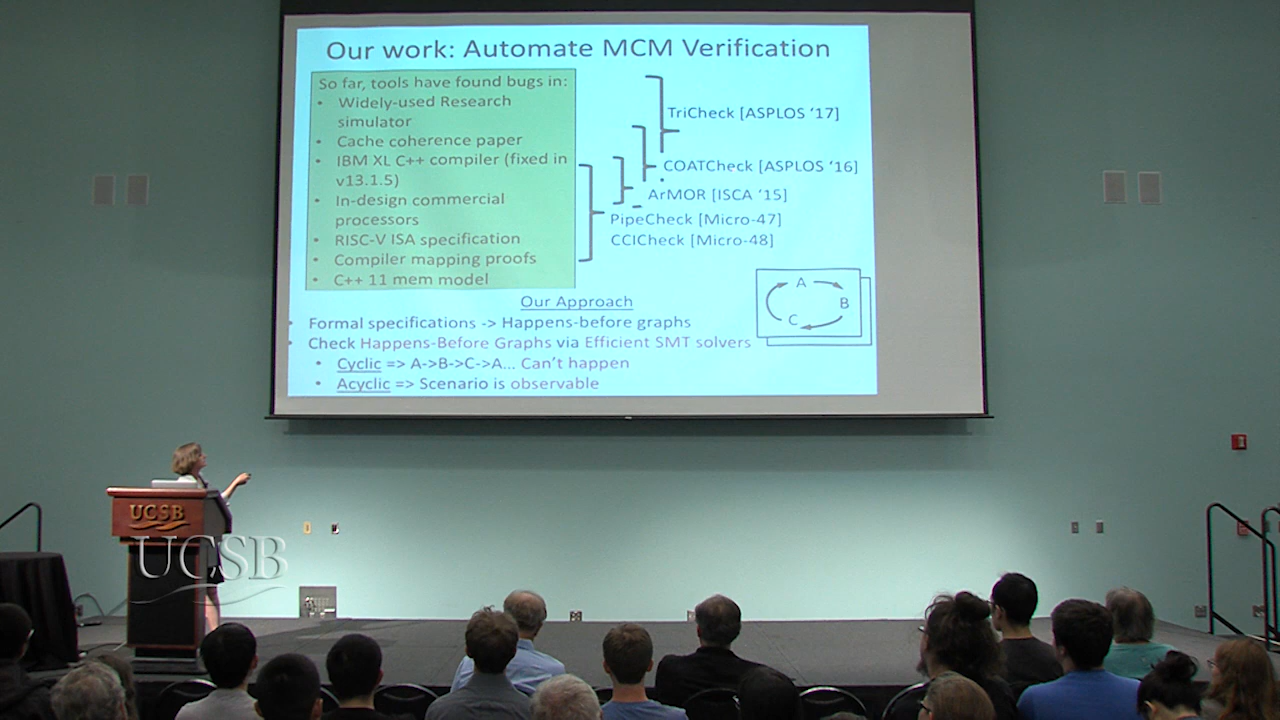 Our work: Automate MCM Verification
So far, tools have found bugs in:
• Widely-used Research
simulator
• Cache coherence paper
• IBM XL C++ compiler (fixed in
v13.1.5)
• In-design commercial
processors
• RISC-V ISA specification
• Compiler mapping proofs
• C++ 11 mem model
TriCheck [ASPLOS '17]
COATCheck [ASPLOS '16]
ArMOR [ISCA '15]
PipeCheck [Micro-47]
CCICheck [Micro-48]
Our Approach
• Formal specifications -> Happens-before graphs
• Check Happens-Before Graphs via Efficient SMT solvers
• Cyclic => A->B->C->A... Can't happen
• Acyclic => Scenario is observable
A
B
C
UCSB
UCSB